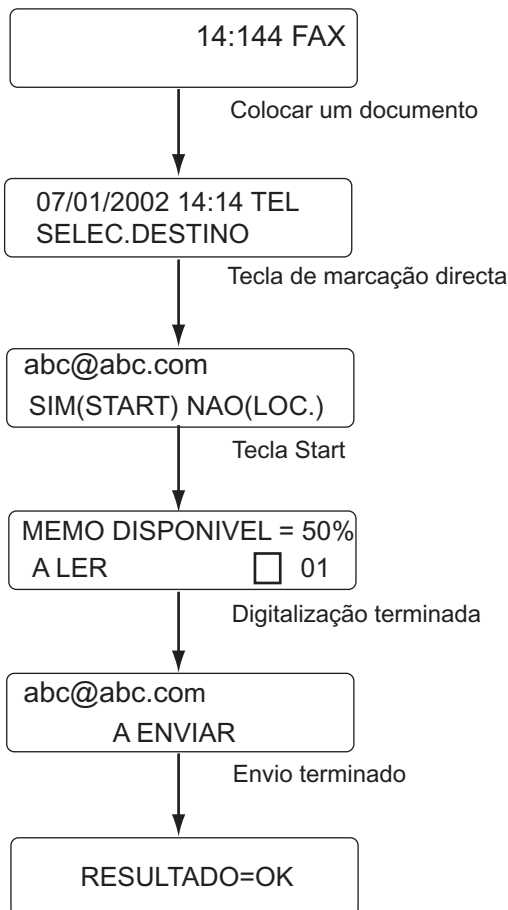 14:144 FAX
Colocar um documento
07/01/2002 14:14 TEL
SELEC.DESTINO
Tecla de marcação directa
abc@abc.com
SIM(START) NAO(LOC.)
Tecla Start
MEMO DISPONIVEL = 50%
A LER 01
Digitalização terminada
abc@abc.com
A ENVIAR
Envio terminado
RESULTADO=OK